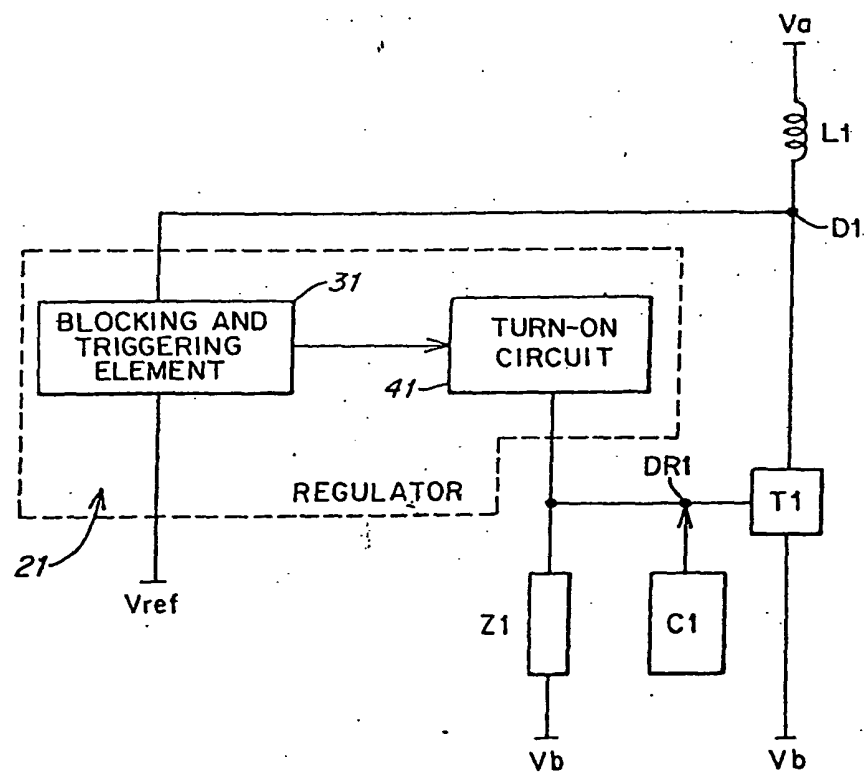 Va
L1
D1
31
BLOCKING AND
TRIGGERING
ELEMENT
TURN-ON
CIRCUIT
41
DR1
T1
REGULATOR
21
Vref
Z1
C1
Vb
Vb